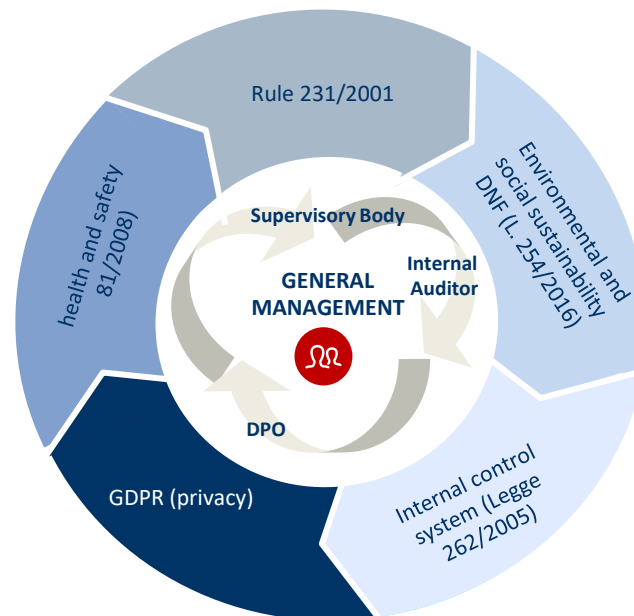 Rule 231/2001
Environmental and
social sustainability
DNF (L. 254/2016)
Internal control
system (Legge
262/2005)
GDPR (privacy)
health and safety
81/2008)
Supervisory Body
Internal
Auditor
GENERAL
MANAGEMENT
DPO